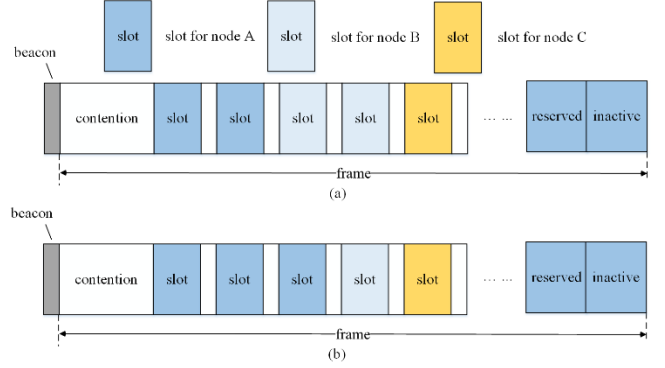 slot slot for node A slot slot for node B slot slot for node C
beacon
contention slot slot slot slot slot ... ... reserved inactive
frame
(a)
beacon
contention slot slot slot slot slot ... ... reserved inactive
frame
(b)